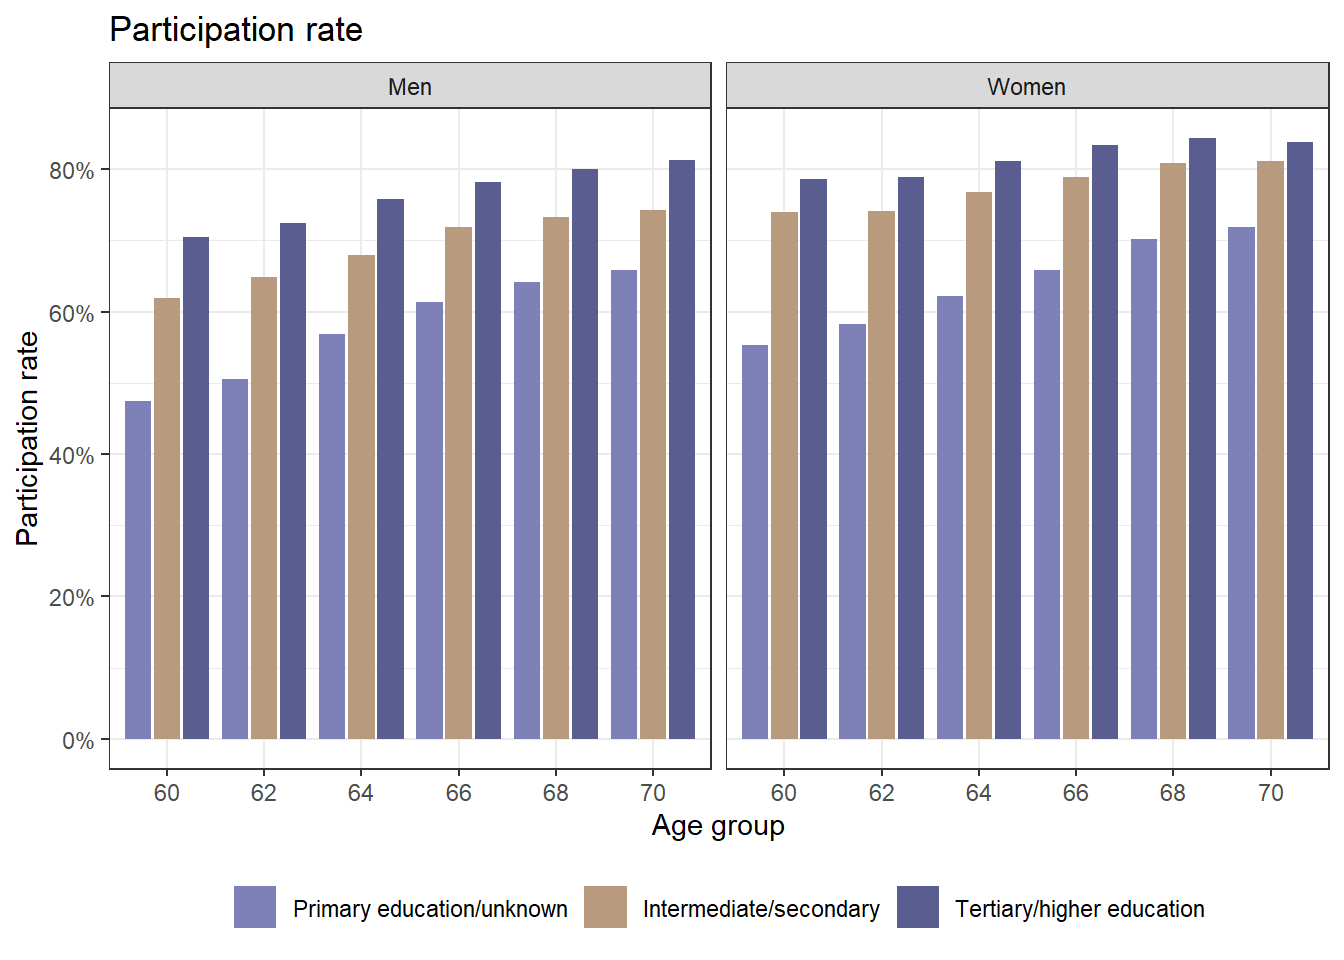 Participation rate
Men
Women
Participation rate
80%
60%
40%
20%
0%
60 62 64 66 68 70
60 62 64 66 68 70
Age group
Primary education/unknown
Intermediate/secondary
Tertiary/higher education